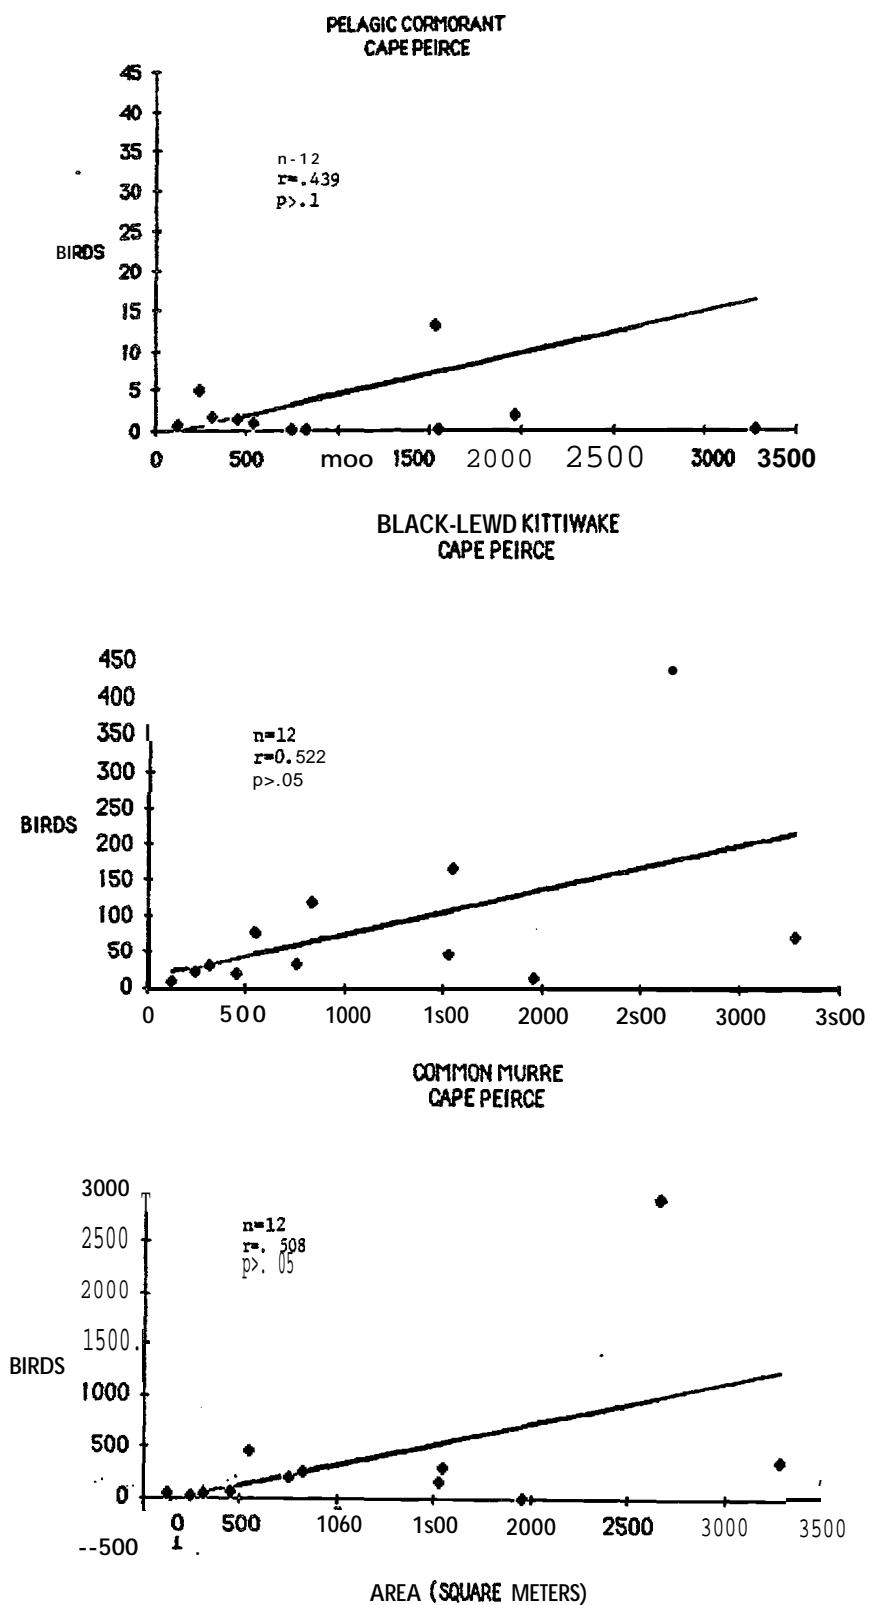 PELAGIC CORMORANT
CAPE PEIRCE
45
40
n-12
35
r=.439
30
p>.1
25
BIRDS
20
15
10
5
0
0 500 moo 1500 2000 2500 3000 3500
BLACK-LEWD KITTIWAKE
CAPE PEIRCE
450
400
350
n=12
r=0.522
300
p>.05
250
BIRDS
200
150
100
50
0
0 500 1000 1s00 2000 2s00 3000 3s00
COMMON MURRE
CAPE PEIRCE
3000
n=12
2500
r=. 508
p>. 05
2000
1500.
BIRDS
1000
500
0
0 500 1060 1s00 2000 2500 3000 3500
--500 1
AREA (SQUARE METERS)